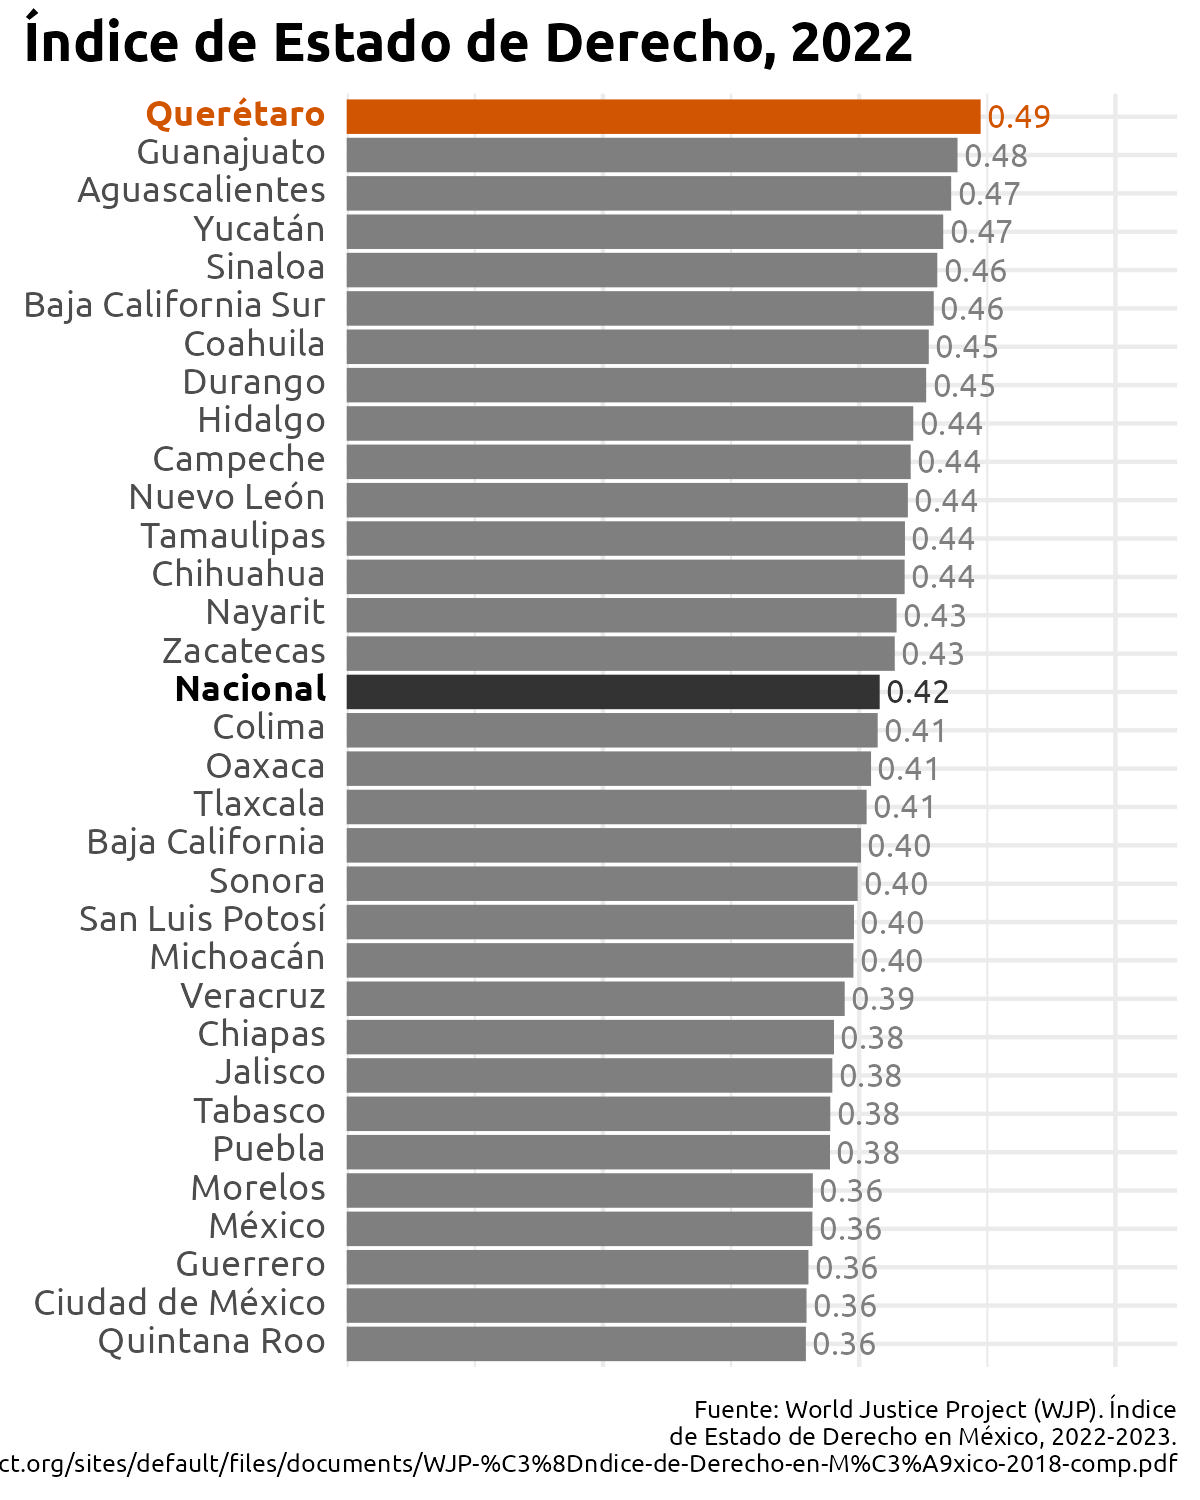 Índice de Estado de Derecho, 2022
Querétaro 0.49
Guanajuato 0.48
Aguascalientes 0.47
Yucatán 0.47
Sinaloa 0.46
Baja California Sur 0.46
Coahuila 0.45
Durango 0.45
Hidalgo 0.44
Campeche 0.44
Nuevo León 0.44
Tamaulipas 0.44
Chihuahua 0.44
Nayarit 0.43
Zacatecas 0.43
Nacional 0.42
Colima 0.41
Oaxaca 0.41
Tlaxcala 0.41
Baja California 0.40
Sonora 0.40
San Luis Potosí 0.40
Michoacán 0.40
Veracruz 0.39
Chiapas 0.38
Jalisco 0.38
Tabasco 0.38
Puebla 0.38
Morelos 0.36
México 0.36
Guerrero 0.36
Ciudad de México 0.36
Quintana Roo 0.36
Fuente: World Justice Project (WJP). Índice
de Estado de Derecho en México, 2022-2023.
ct.org/sites/default/files/documents/WJP-%C3%8Dndice-de-Derecho-en-M%C3%A9xico-2018-comp.pdf